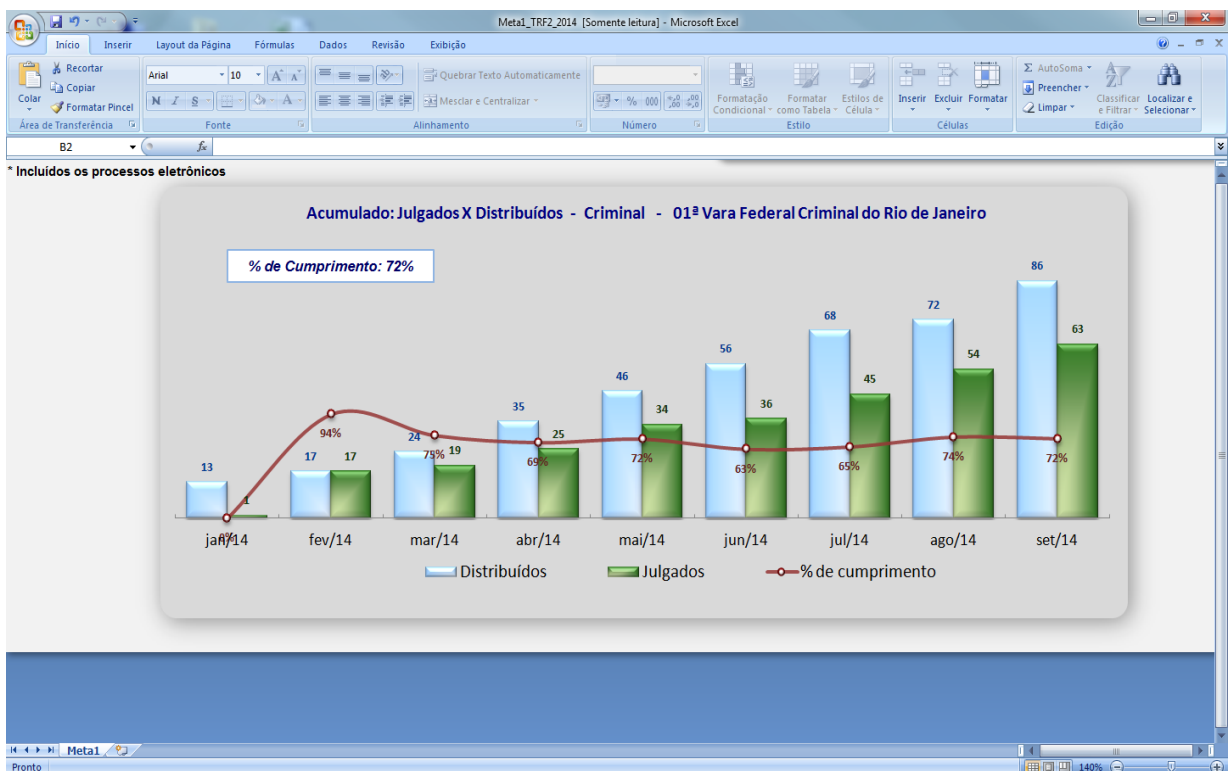 Meta1_TRF2_2014 [Somente leitura] - Microsoft Excel
Início Inserir Layout da Página Fórmulas Dados Revisão Exibição
Colar
Recortar
Copiar
Formatar Pincel
Área de Transferência
Arial 10
N I S
Fonte
Quebrar Texto Automaticamente
Mesclar e Centralizar
Alinhamento
% 000
Número
Formatação Condicional
Formatar como Tabela
Estilos de Célula
Estilo
Inserir Excluir Formatar
Células
Σ AutoSoma
Preencher
Limpar
Classificar e Filtrar
Localizar e Selecionar
Edição
B2 fx
* Incluídos os processos eletrônicos
Acumulado: Julgados X Distribuídos - Criminal - 01ª Vara Federal Criminal do Rio de Janeiro
% de Cumprimento: 72%
13 17 24 35 46 56 68 72 86
1 17 19 25 34 36 45 54 63
0% 94% 75% 69% 72% 63% 65% 74% 72%
jan/14 fev/14 mar/14 abr/14 mai/14 jun/14 jul/14 ago/14 set/14
Distribuídos Julgados % de cumprimento
Meta1
Pronto
140%